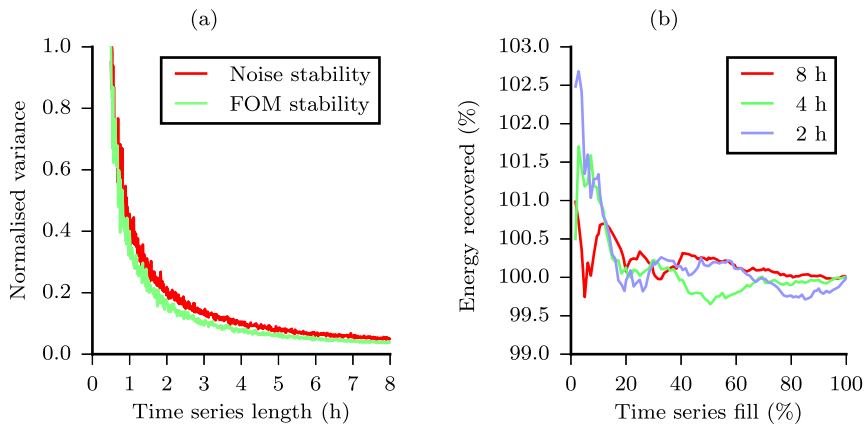 (a)
Normalised variance
1.0
0.8
0.6
0.4
0.2
0.0
0 1 2 3 4 5 6 7 8
Time series length (h)
Noise stability
FOM stability
(b)
Energy recovered (%)
103.0
102.5
102.0
101.5
101.0
100.5
100.0
99.5
99.0
0 20 40 60 80 100
Time series fill (%)
8 h
4 h
2 h